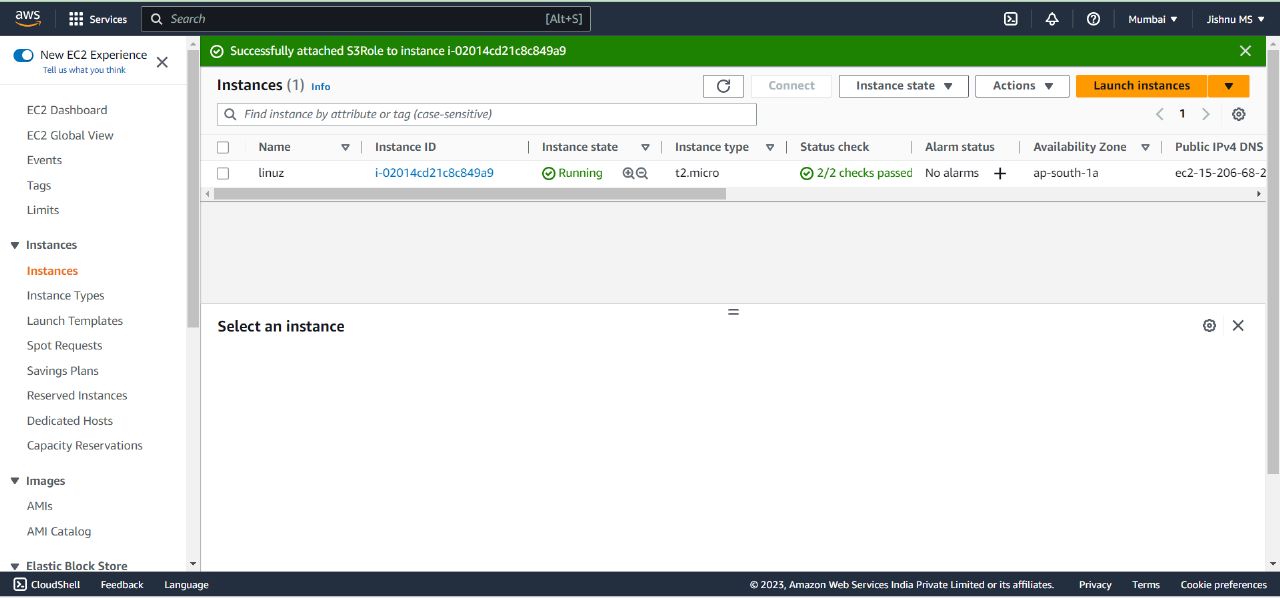 aws Services Search [Alt+S] Mumbai Jishnu MS
New EC2 Experience
Tell us what you think
EC2 Dashboard
EC2 Global View
Events
Tags
Limits
Instances
Instances
Instance Types
Launch Templates
Spot Requests
Savings Plans
Reserved Instances
Dedicated Hosts
Capacity Reservations
Images
AMIs
AMI Catalog
Elastic Block Store
Successfully attached S3Role to instance i-02014cd21c8c849a9
Instances (1) Info Connect Instance state Actions Launch instances
Find instance by attribute or tag (case-sensitive) 1
Name Instance ID Instance state Instance type Status check Alarm status Availability Zone Public IPv4 DNS
linuz i-02014cd21c8c849a9 Running t2.micro 2/2 checks passed No alarms + ap-south-1a ec2-15-206-68-2
Select an instance
CloudShell Feedback Language © 2023, Amazon Web Services India Private Limited or its affiliates. Privacy Terms Cookie preferences